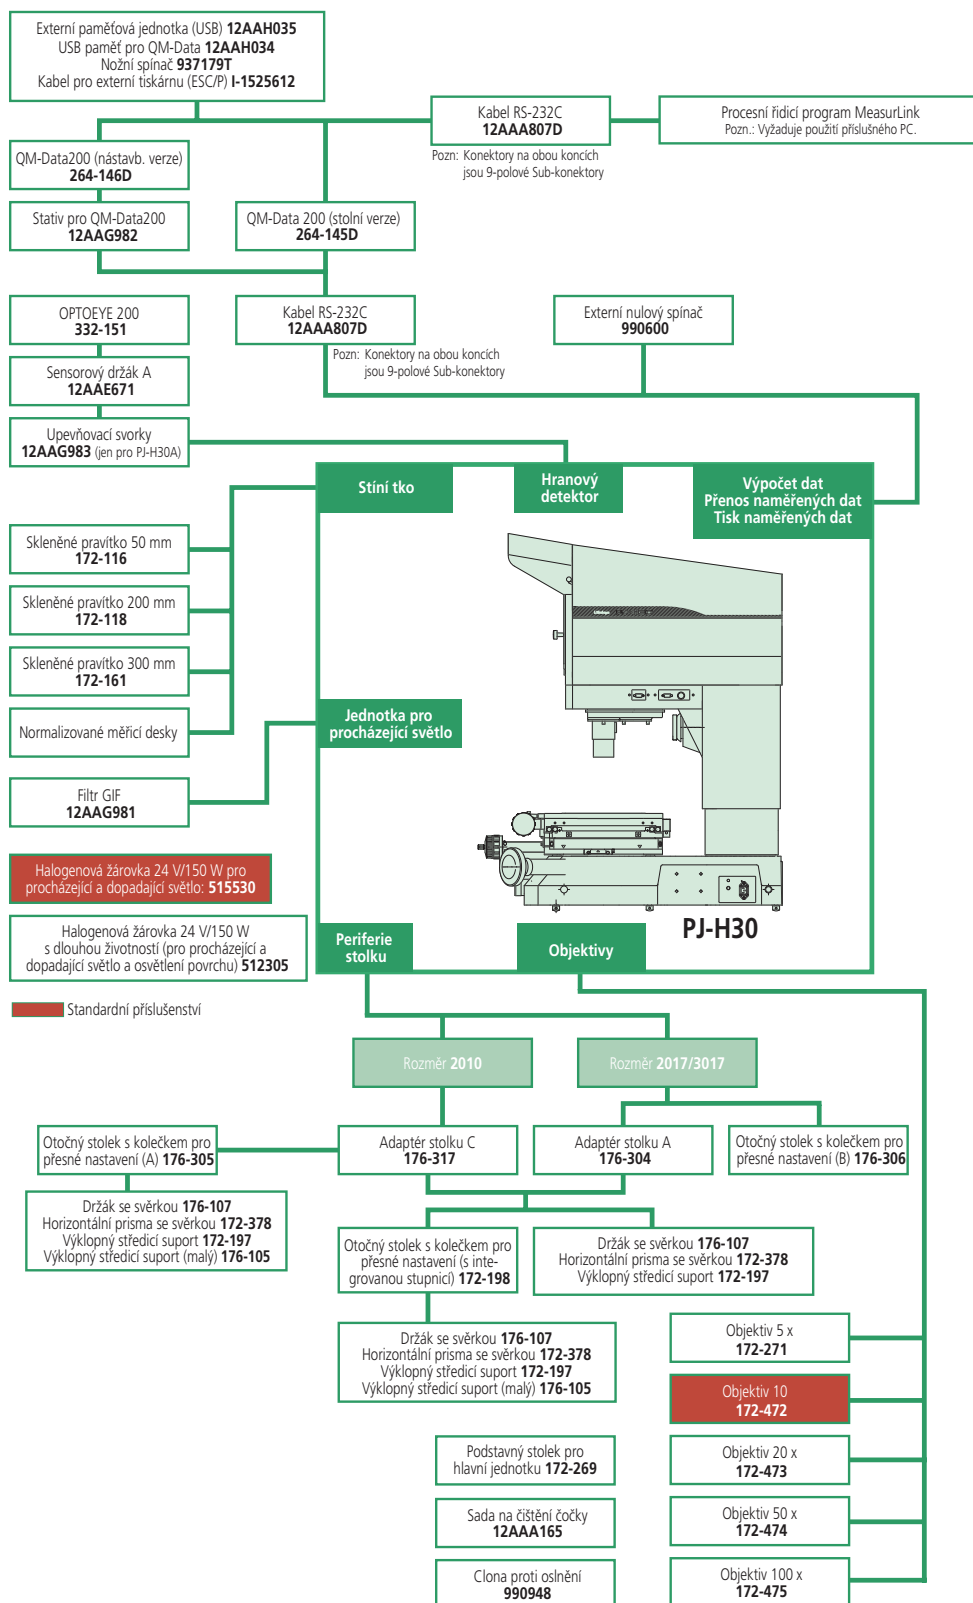 Externí paměťová jednotka (USB) 12AAH035
USB paměť pro QM-Data 12AAH034
Nožní spínač 937179T
Kabel pro externí tiskárnu (ESC/P) I-1525612
Kabel RS-232C
12AAA807D
Pozn: Konektory na obou koncích
jsou 9-polové Sub-konektory
Procesní řidicí program MeasurLink
Pozn.: Vyžaduje použití příslušného PC.
QM-Data200 (nástavb. verze)
264-146D
Stativ pro QM-Data200
12AAG982
QM-Data 200 (stolní verze)
264-145D
OPTOEYE 200
332-151
Kabel RS-232C
12AAA807D
Pozn: Konektory na obou koncích
jsou 9-polové Sub-konektory
Externí nulový spínač
990600
Sensorový držák A
12AAE671
Upevňovací svorky
12AAG983 (jen pro PJ-H30A)
Stíní tko
Hranový
detektor
Výpočet dat
Přenos naměřených dat
Tisk naměřených dat
Skleněné pravítko 50 mm
172-116
Skleněné pravítko 200 mm
172-118
Skleněné pravítko 300 mm
172-161
Normalizované měřicí desky
Jednotka pro
procházející světlo
Filtr GIF
12AAG981
Halogenová žárovka 24 V/150 W pro
procházející a dopadající světlo: 515530
Halogenová žárovka 24 V/150 W
s dlouhou životností (pro procházející a
dopadající světlo a osvětlení povrchu) 512305
Standardní příslušenství
Periferie
stolku
Objektivy
PJ-H30
Rozměr 2010
Rozměr 2017/3017
Otočný stolek s kolečkem pro
přesné nastavení (A) 176-305
Adaptér stolku C
176-317
Adaptér stolku A
176-304
Otočný stolek s kolečkem pro
přesné nastavení (B) 176-306
Držák se svěrkou 176-107
Horizontální prisma se svěrkou 172-378
Výklopný středicí suport 172-197
Výklopný středicí suport (malý) 176-105
Otočný stolek s kolečkem pro
přesné nastavení (s inte-
grovanou stupnicí) 172-198
Držák se svěrkou 176-107
Horizontální prisma se svěrkou 172-378
Výklopný středicí suport 172-197
Držák se svěrkou 176-107
Horizontální prisma se svěrkou 172-378
Výklopný středicí suport 172-197
Výklopný středicí suport (malý) 176-105
Objektiv 5 x
172-271
Objektiv 10
172-472
Objektiv 20 x
172-473
Objektiv 50 x
172-474
Objektiv 100 x
172-475
Podstavný stolek pro
hlavní jednotku 172-269
Sada na čištění čočky
12AAA165
Clona proti oslnění
990948